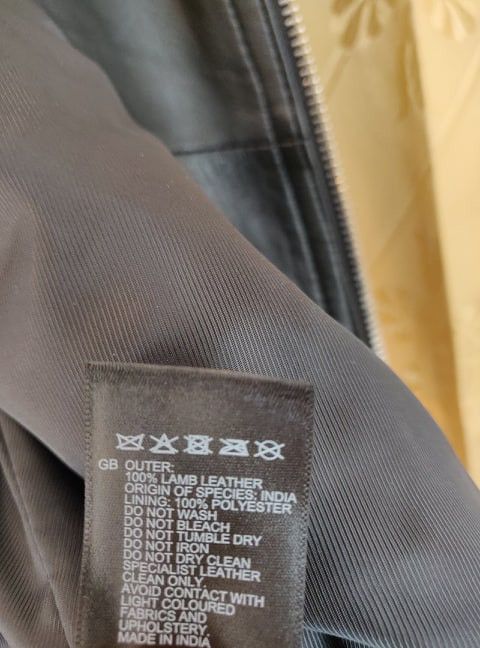 GB OUTER:
100% LAMB LEATHER
ORIGIN OF SPECIES: INDIA
LINING: 100% POLYESTER
DO NOT WASH
DO NOT BLEACH
DO NOT TUMBLE DRY
DO NOT IRON
DO NOT DRY CLEAN
SPECIALIST LEATHER
CLEAN ONLY.
AVOID CONTACT WITH
LIGHT COLOURED
FABRICS AND
UPHOLSTERY.
MADE IN INDIA